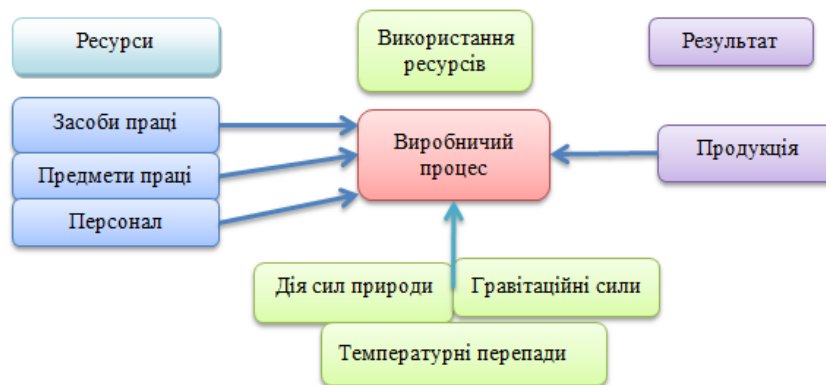 Ресурси
Використання
ресурсів
Результат
Засоби праці
Предмети праці
Персонал
Виробничий
процес
Продукція
Дія сил природи
Гравітаційні сили
Температурні перепади